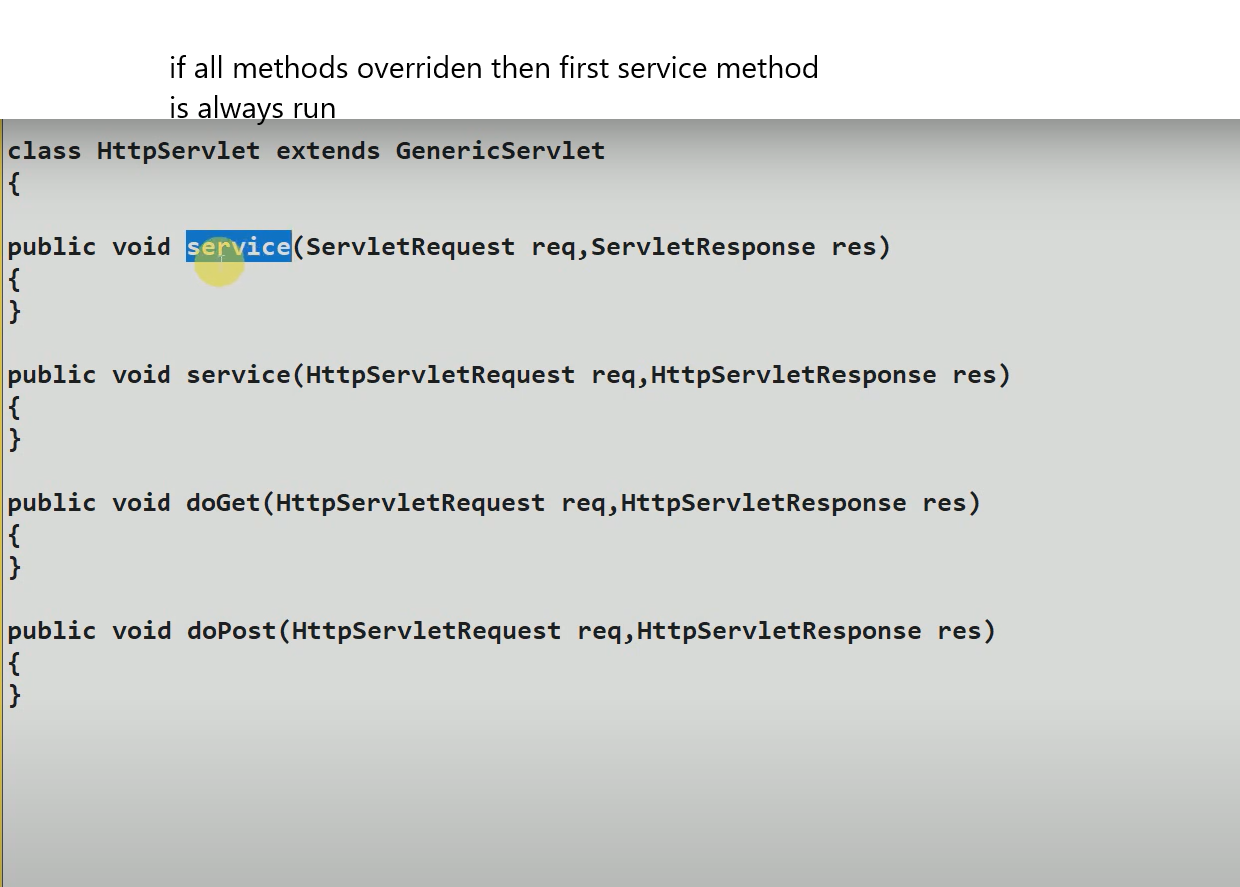 if all methods overriden then first service method
is always run
class HttpServlet extends GenericServlet
{
public void service(ServletRequest req,ServletResponse res)
{
}
public void service(HttpServletRequest req,HttpServletResponse res)
{
}
public void doGet(HttpServletRequest req,HttpServletResponse res)
{
}
public void doPost(HttpServletRequest req,HttpServletResponse res)
{
}